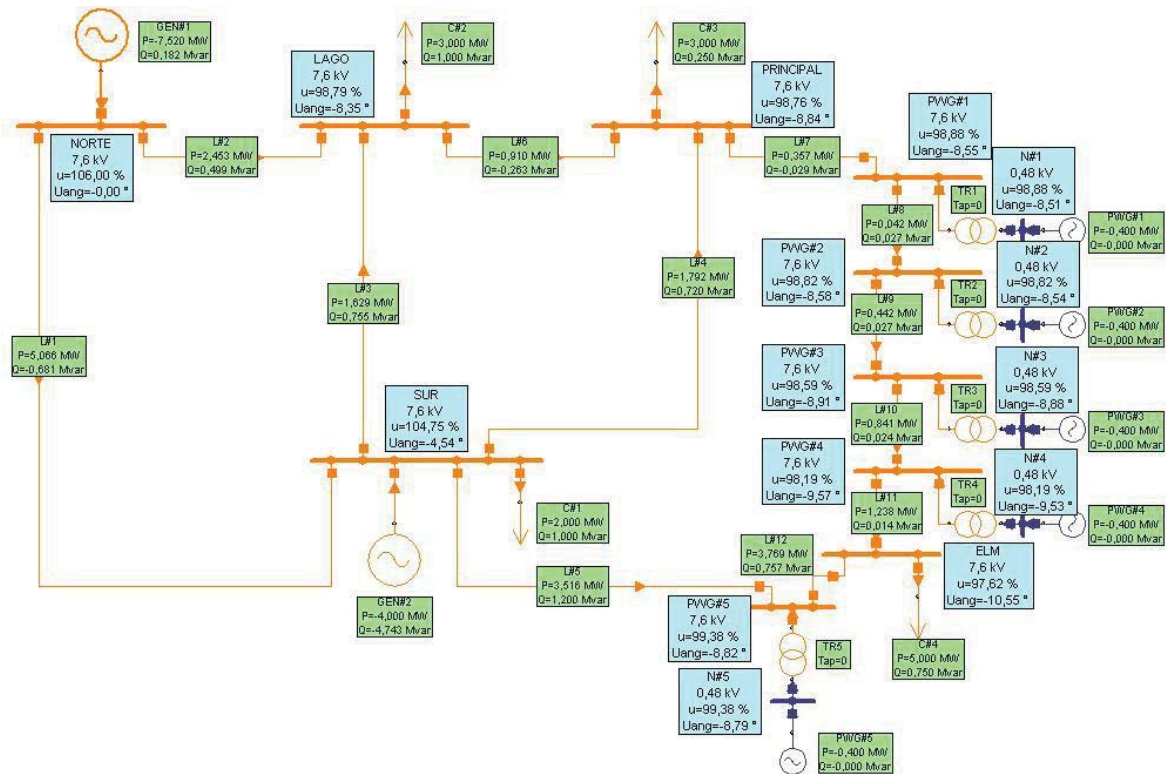 GEN#1
P=-7,520 MW
Q=0,182 Mvar
C#2
P=3,000 MW
Q=1,000 Mvar
C#3
P=3,000 MW
Q=0,250 Mvar
LAGO
7,6 kV
u=98,79 %
Uang=-8,35 °
PRINCIPAL
7,6 kV
u=98,76 %
Uang=-8,84 °
PWG#1
7,6 kV
u=98,88 %
Uang=-8,55 °
NORTE
7,6 kV
u=106,00 %
Uang=-0,00 °
L#2
P=2,453 MW
Q=0,499 Mvar
L#6
P=0,910 MW
Q=-0,263 Mvar
L#7
P=0,357 MW
Q=-0,029 Mvar
N#1
0,48 kV
u=98,88 %
Uang=-8,51 °
TR1
Tap=0
PWG#1
P=-0,400 MW
Q=-0,000 Mvar
L#8
P=0,042 MW
Q=0,027 Mvar
PWG#2
7,6 kV
u=98,82 %
Uang=-8,58 °
N#2
0,48 kV
u=98,82 %
Uang=-8,54 °
TR2
Tap=0
PWG#2
P=-0,400 MW
Q=-0,000 Mvar
L#4
P=1,792 MW
Q=0,720 Mvar
L#3
P=1,629 MW
Q=0,755 Mvar
L#9
P=0,442 MW
Q=0,027 Mvar
L#1
P=5,066 MW
Q=-0,681 Mvar
PWG#3
7,6 kV
u=98,59 %
Uang=-8,91 °
N#3
0,48 kV
u=98,59 %
Uang=-8,88 °
TR3
Tap=0
PWG#3
P=-0,400 MW
Q=-0,000 Mvar
SUR
7,6 kV
u=104,75 %
Uang=-4,54 °
L#10
P=0,841 MW
Q=0,024 Mvar
PWG#4
7,6 kV
u=98,19 %
Uang=-9,57 °
N#4
0,48 kV
u=98,19 %
Uang=-9,53 °
TR4
Tap=0
PWG#4
P=-0,400 MW
Q=-0,000 Mvar
L#11
P=1,238 MW
Q=0,014 Mvar
C#1
P=2,000 MW
Q=1,000 Mvar
L#12
P=3,769 MW
Q=0,757 Mvar
ELM
7,6 kV
u=97,62 %
Uang=-10,55 °
L#5
P=3,516 MW
Q=1,200 Mvar
GEN#2
P=-4,000 MW
Q=-4,743 Mvar
PWG#5
7,6 kV
u=99,38 %
Uang=-8,82 °
TR5
Tap=0
C#4
P=5,000 MW
Q=0,750 Mvar
N#5
0,48 kV
u=99,38 %
Uang=-8,79 °
PWG#5
P=-0,400 MW
Q=-0,000 Mvar